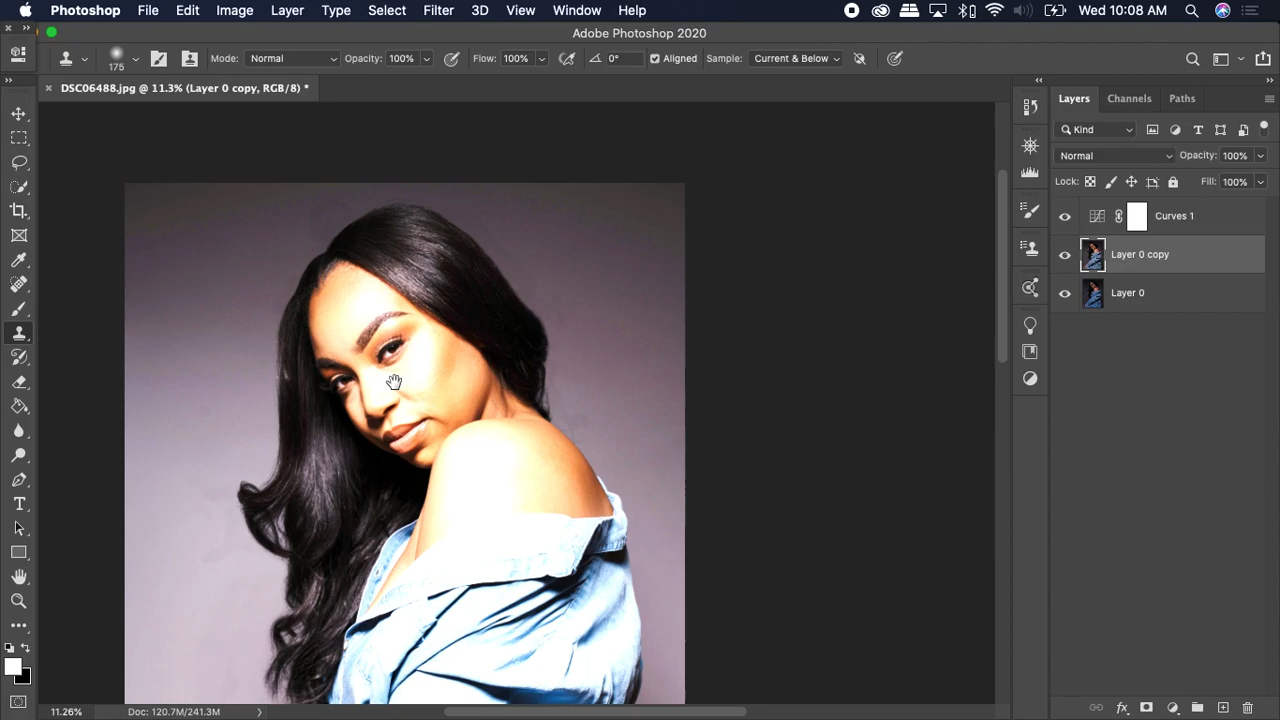 Photoshop File Edit Image Layer Type Select Filter 3D View Window Help Wed 10:08 AM
Adobe Photoshop 2020
175 Mode: Normal Opacity: 100% Flow: 100% 0° Aligned Sample: Current & Below
DSC06488.jpg @ 11.3% (Layer 0 copy, RGB/8) *
Layers Channels Paths
Kind
Normal Opacity: 100%
Lock: Fill: 100%
Curves 1
Layer 0 copy
Layer 0
11.26% Doc: 120.7M/241.3M